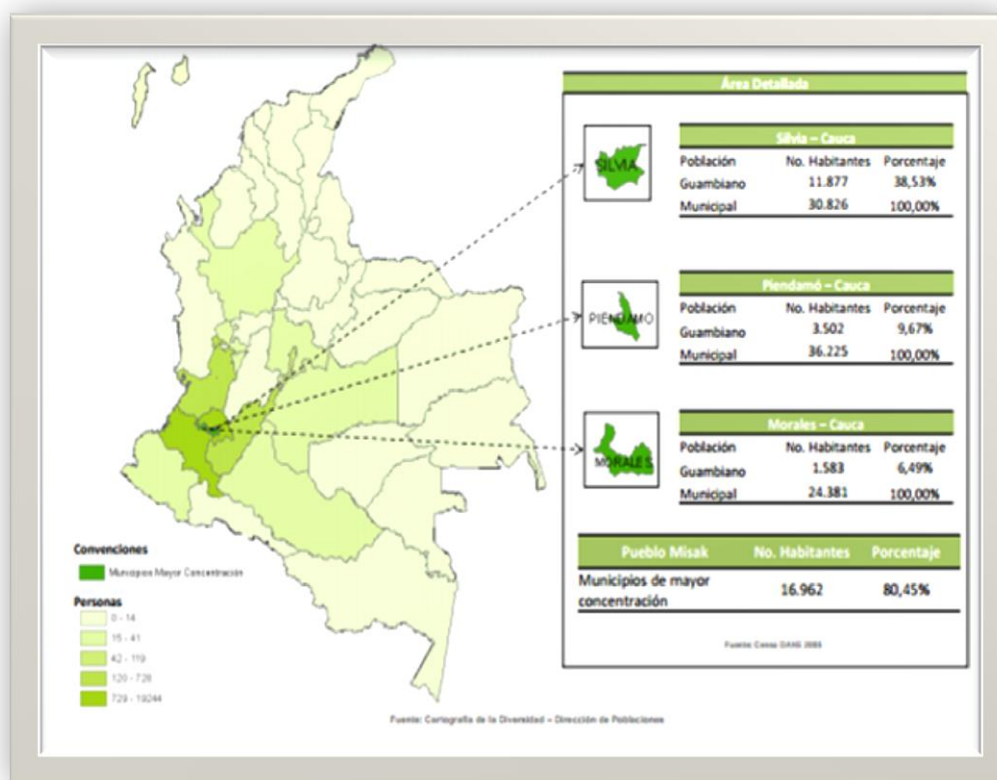 Área Detallada
SILVIA
Silvia – Cauca
Población No. Habitantes Porcentaje
Guambiano 11.877 38,53%
Municipal 30.826 100,00%
PIENDAMO
Piendamó – Cauca
Población No. Habitantes Porcentaje
Guambiano 3.502 9,67%
Municipal 36.225 100,00%
MORALES
Morales – Cauca
Población No. Habitantes Porcentaje
Guambiano 1.583 6,49%
Municipal 24.381 100,00%
Pueblo Misak No. Habitantes Porcentaje
Municipios de mayor
concentración
16.962 80,45%
Fuente: Censo DANE 2005
Convenciones
Municipios Mayor Concentración
Personas
0 - 14
15 - 41
42 - 119
120 - 728
729 - 19244
Fuente: Cartografía de la Diversidad – Dirección de Poblaciones